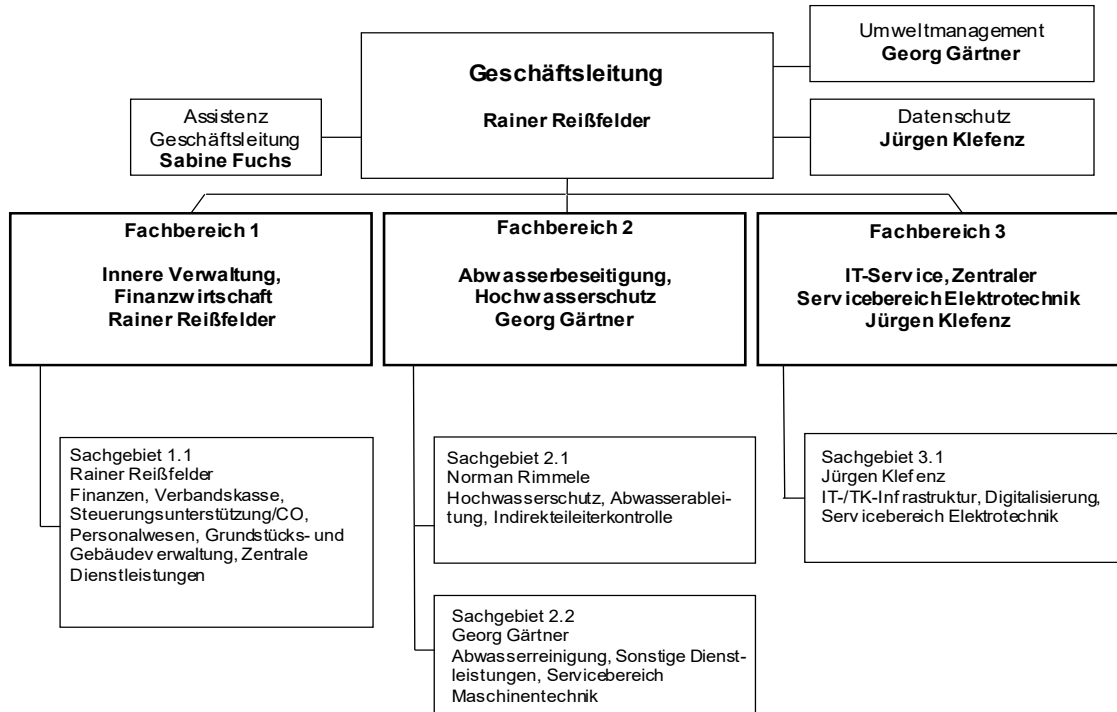 Umweltmanagement
Georg Gärtner
Geschäftsleitung
Rainer Reißfelder
Assistenz
Geschäftsleitung
Sabine Fuchs
Datenschutz
Jürgen Klefenz
Fachbereich 1
Innere Verwaltung,
Finanzwirtschaft
Rainer Reißfelder
Fachbereich 2
Abwasserbeseitigung,
Hochwasserschutz
Georg Gärtner
Fachbereich 3
IT-Service, Zentraler
Servicebereich Elektrotechnik
Jürgen Klefenz
Sachgebiet 1.1
Rainer Reißfelder
Finanzen, Verbandskasse,
Steuerungsunterstützung/CO,
Personalwesen, Grundstücks- und
Gebäudeverwaltung, Zentrale
Dienstleistungen
Sachgebiet 2.1
Norman Rimmele
Hochwasserschutz, Abwasserablei-
tung, Indirekteileiterkontrolle
Sachgebiet 2.2
Georg Gärtner
Abwasserreinigung, Sonstige Dienst-
leistungen, Servicebereich
Maschinentechnik
Sachgebiet 3.1
Jürgen Klefenz
IT-/TK-Infrastruktur, Digitalisierung,
Servicebereich Elektrotechnik